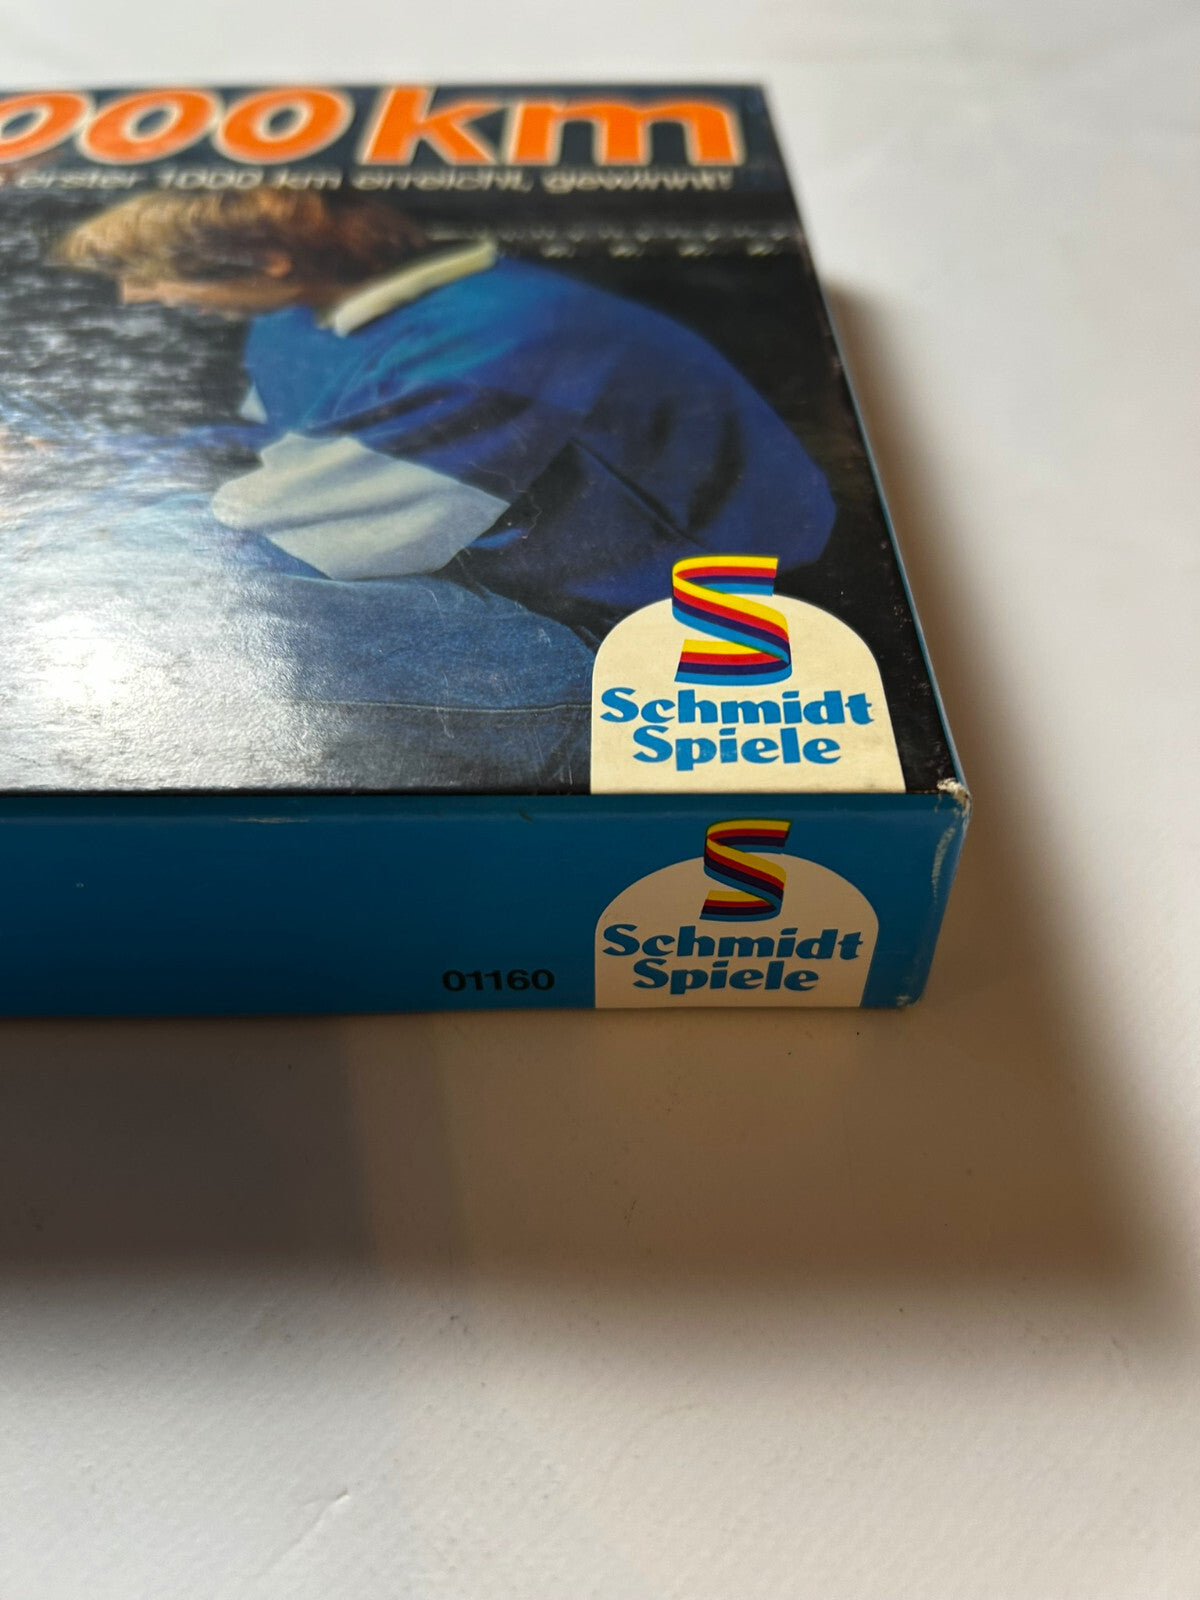 000 km
erster 1000 km erreicht, gewinnt!
Schmidt
Spiele
01160
Schmidt
Spiele